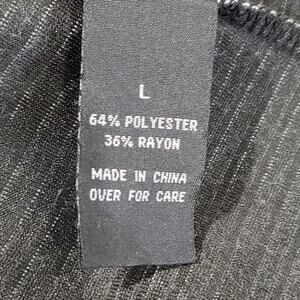 L
64% POLYESTER
36% RAYON
MADE IN CHINA
OVER FOR CARE